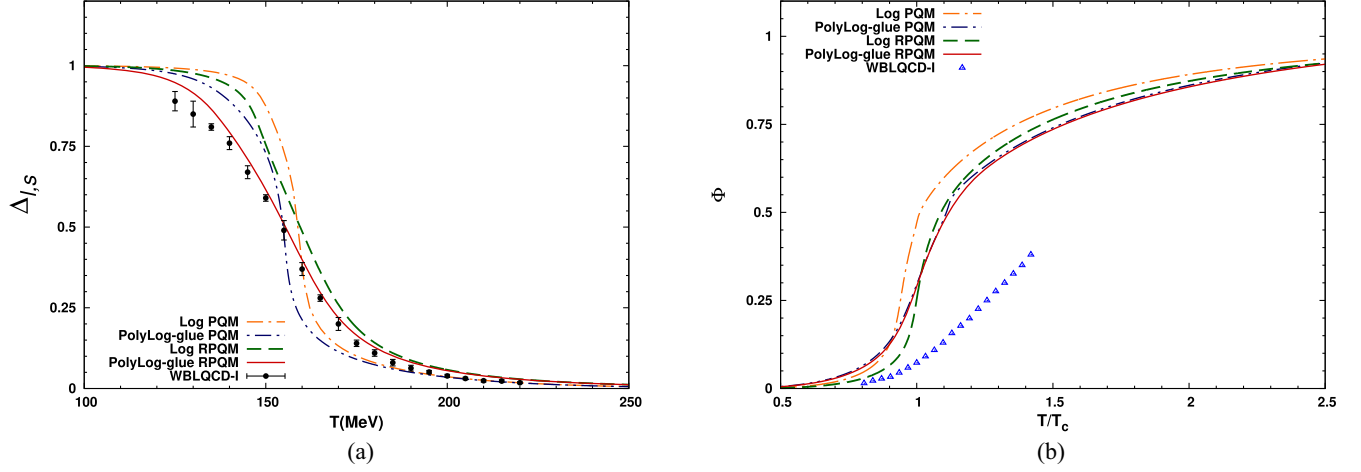 Δl,s
1
0.75
0.5
0.25
0
Log PQM
PolyLog-glue PQM
Log RPQM
PolyLog-glue RPQM
WBLQCD-I
100 150 200 250
T(MeV)
(a)
Log PQM
PolyLog-glue PQM
Log RPQM
PolyLog-glue RPQM
WBLQCD-I
Φ
1
0.75
0.5
0.25
0
0.5 1 1.5 2 2.5
T/Tc
(b)